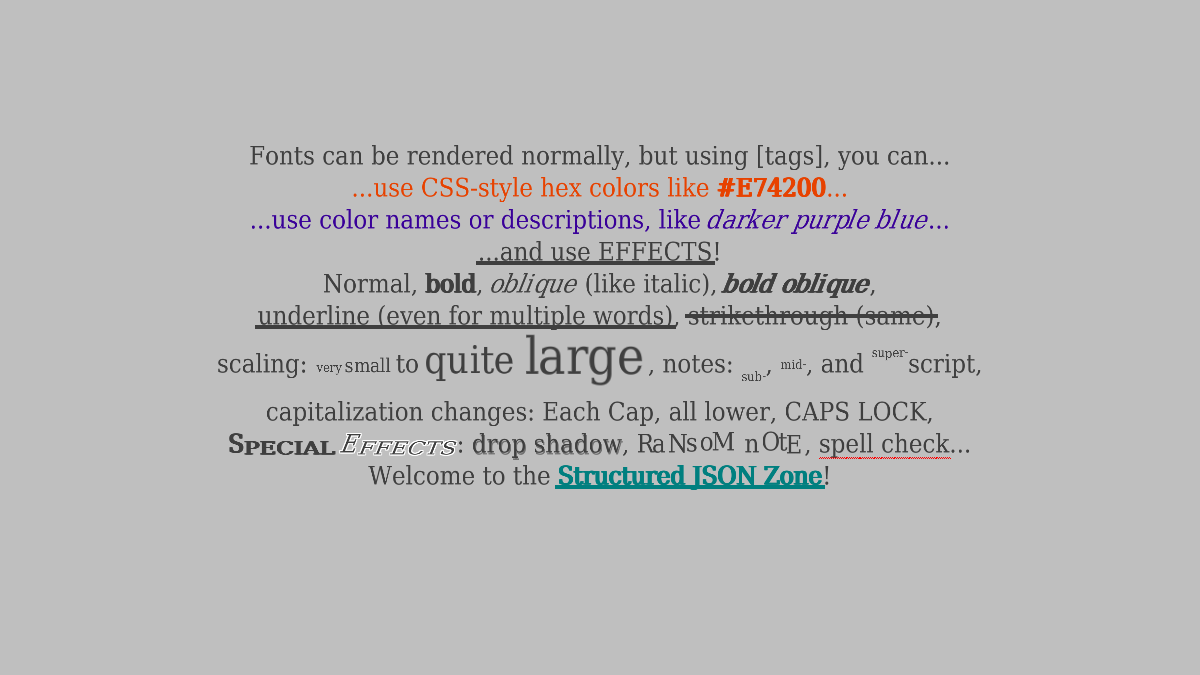 Fonts can be rendered normally, but using [tags], you can...
...use CSS-style hex colors like #E74200...
...use color names or descriptions, like darker purple blue...
...and use EFFECTS!
Normal, bold, oblique (like italic), bold oblique,
underline (even for multiple words), strikethrough (same),
scaling: very small to quite large, notes: sub-, mid-, and super-script,
capitalization changes: Each Cap, all lower, CAPS LOCK,
SPECIAL EFFECTS: drop shadow, RaNsoM nOtE, spell check...
Welcome to the Structured JSON Zone!